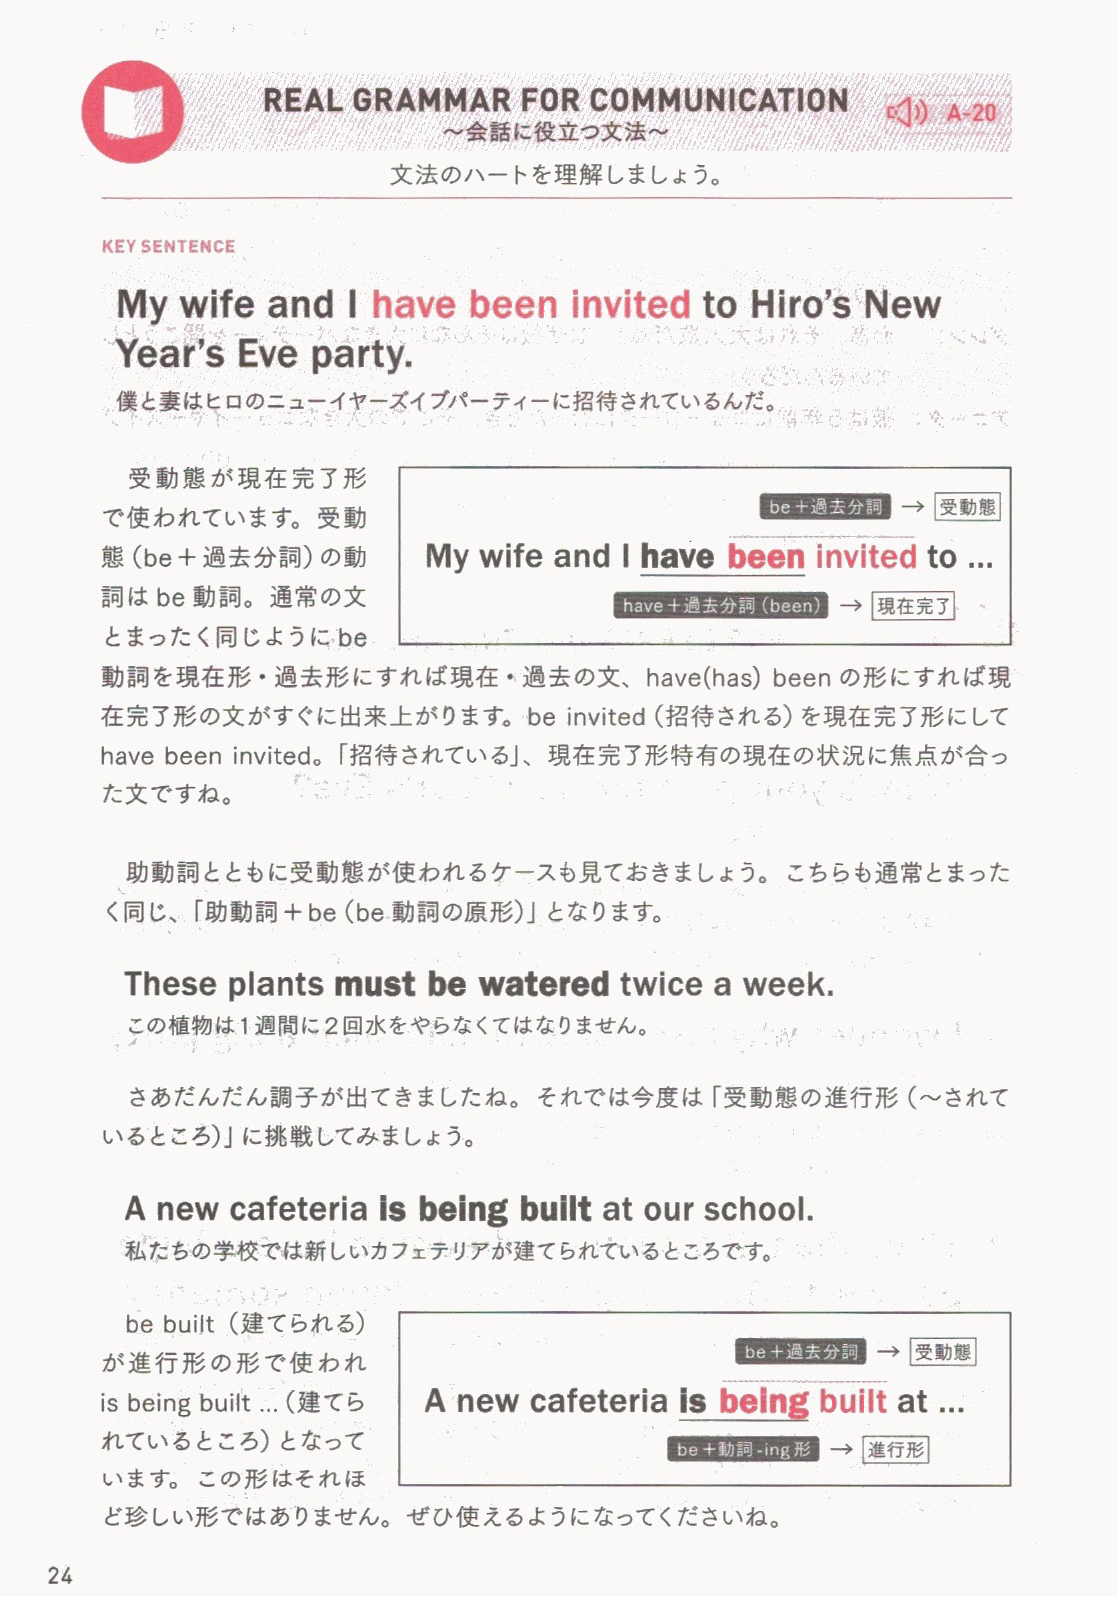 REAL GRAMMAR FOR COMMUNICATION
A-20
〜会話に役立つ文法〜
文法のハートを理解しましょう。
KEY SENTENCE
My wife and I have been invited to Hiro's New
Year's Eve party.
僕と妻はヒロのニューイヤーズイブパーティーに招待されているんだ。
受動態が現在完了形
で使われています。受動
態（be＋過去分詞）の動
詞は be 動詞。通常の文
とまったく同じように be
be＋過去分詞 → 受動態
My wife and I have been invited to ...
have＋過去分詞（been） → 現在完了
動詞を現在形・過去形にすれば現在・過去の文、have(has) been の形にすれば現
在完了形の文がすぐに出来上がります。be invited（招待される）を現在完了形にして
have been invited。「招待されている」、現在完了形特有の現在の状況に焦点が合っ
た文ですね。
助動詞とともに受動態が使われるケースも見ておきましょう。こちらも通常とまった
く同じ、「助動詞＋be（be 動詞の原形）」となります。
These plants must be watered twice a week.
この植物は1週間に2回水をやらなくてはなりません。
さあだんだん調子が出てきましたね。それでは今度は「受動態の進行形（〜されて
いるところ）」に挑戦してみましょう。
A new cafeteria is being built at our school.
私たちの学校では新しいカフェテリアが建てられているところです。
be built（建てられる）
が進行形の形で使われ
is being built ...（建てら
れているところ）となって
います。この形はそれほ
be＋過去分詞 → 受動態
A new cafeteria is being built at ...
be＋動詞-ing形 → 進行形
ど珍しい形ではありません。ぜひ使えるようになってくださいね。
24